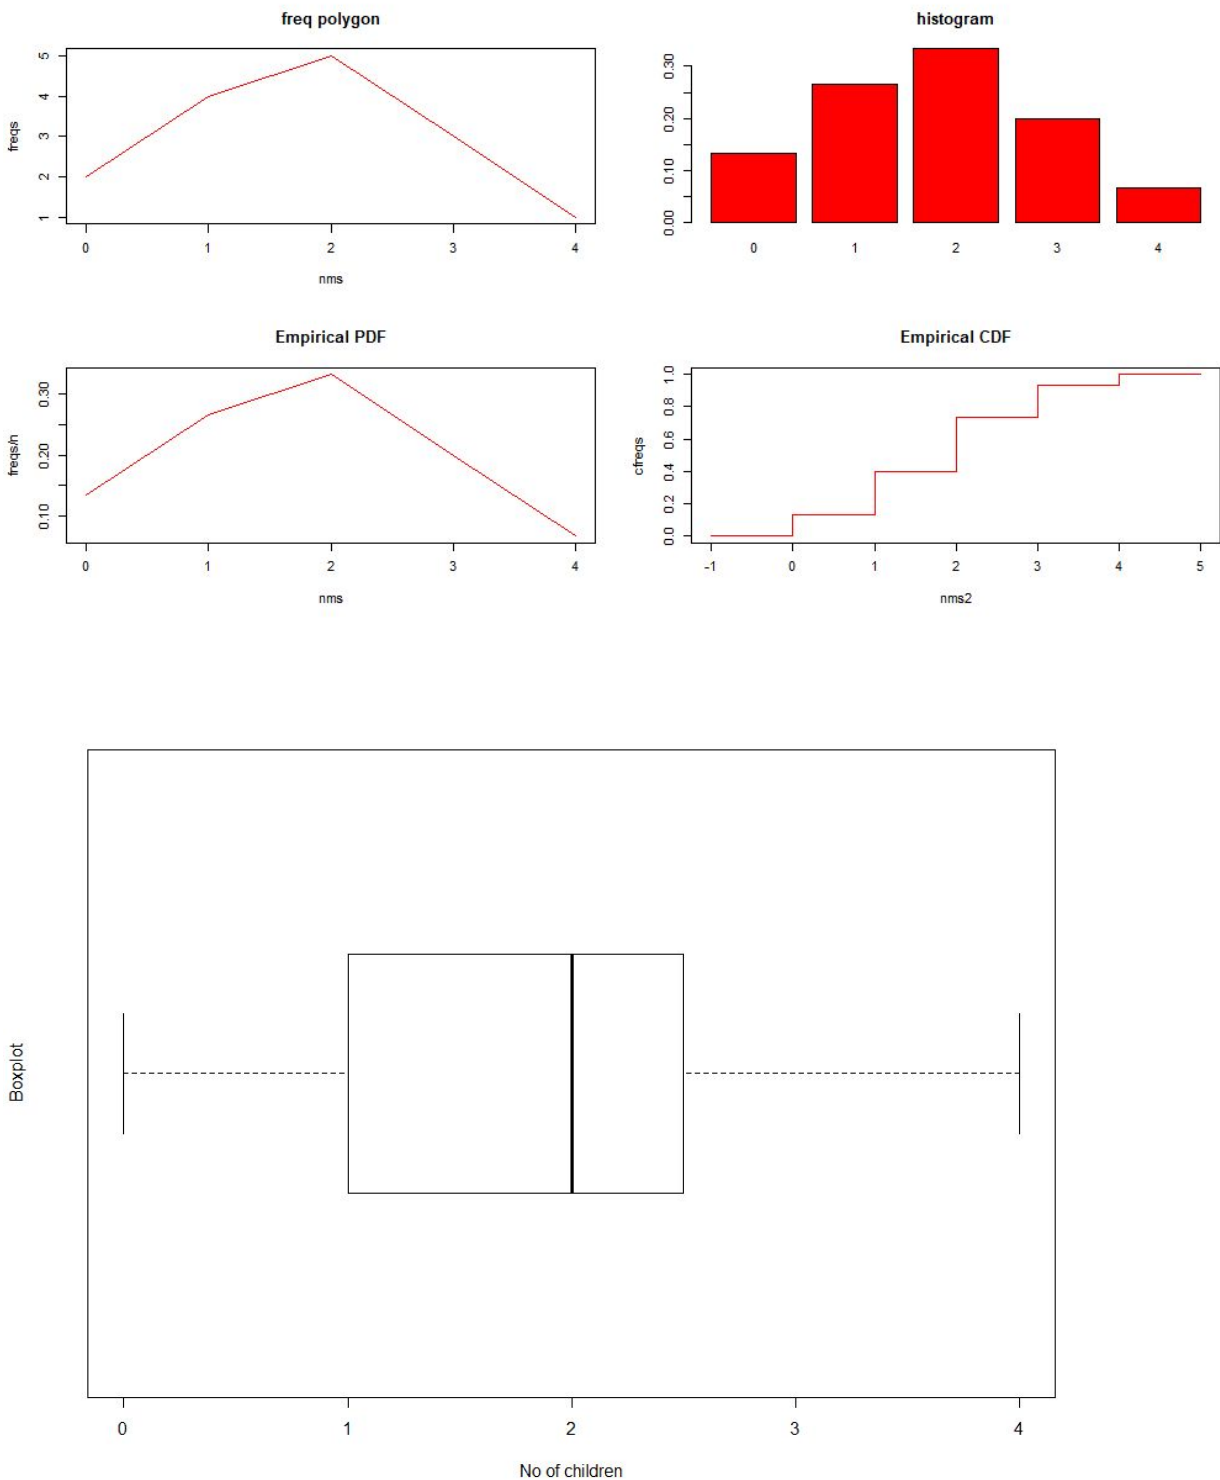 freq polygon
freqs
5
4
3
2
1
0 1 2 3 4
nms
histogram
0.30
0.20
0.10
0.00
0 1 2 3 4
Empirical PDF
freqs/n
0.30
0.20
0.10
0 1 2 3 4
nms
Empirical CDF
cfreqs
1.0
0.8
0.6
0.4
0.2
0.0
-1 0 1 2 3 4 5
nms2
Boxplot
0 1 2 3 4
No of children